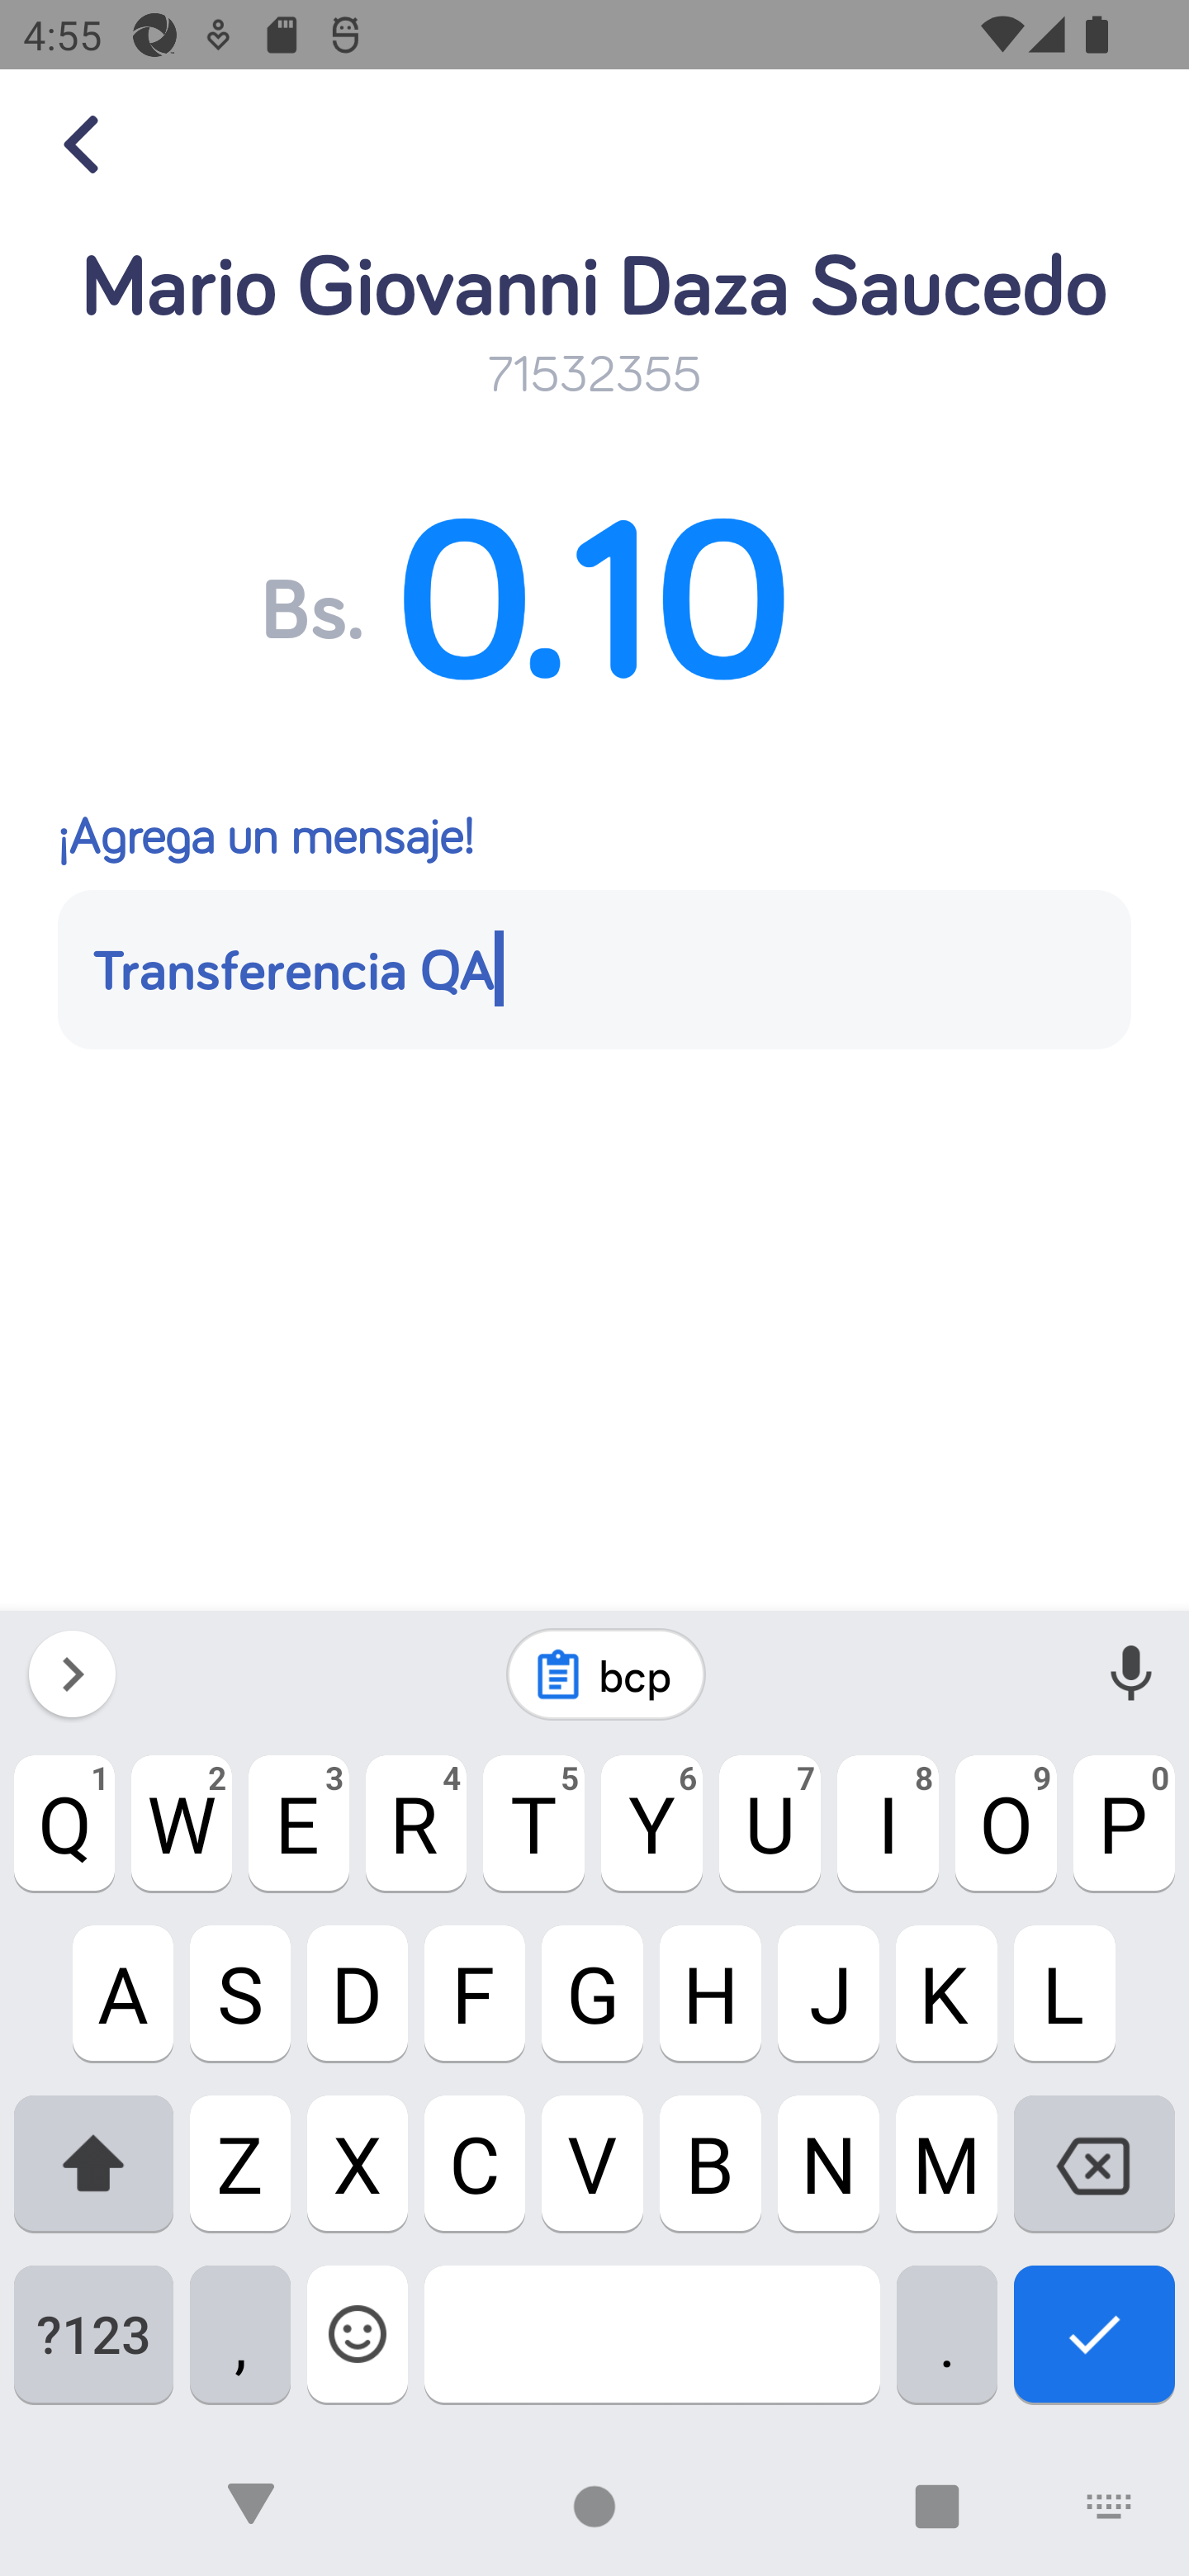 4:55
Mario Giovanni Daza Saucedo
71532355
Bs. 0.10
¡Agrega un mensaje!
Transferencia QA
bcp
1 2 3 4 5 6 7 8 9 0
Q W E R T Y U I O P
A S D F G H J K L
Z X C V B N M
?123 , .